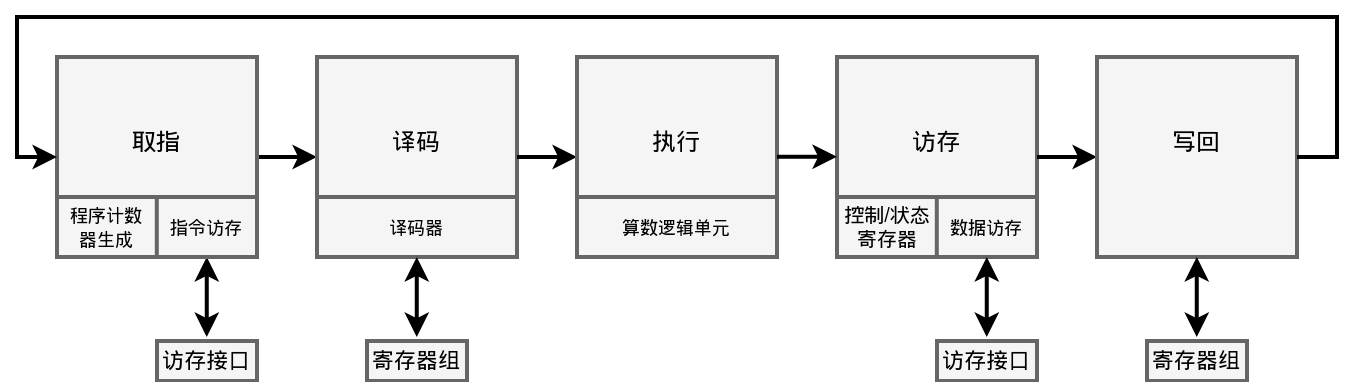 取指
译码
执行
访存
写回
程序计数
器生成
指令访存
译码器
算数逻辑单元
控制/状态
寄存器
数据访存
访存接口
寄存器组
访存接口
寄存器组